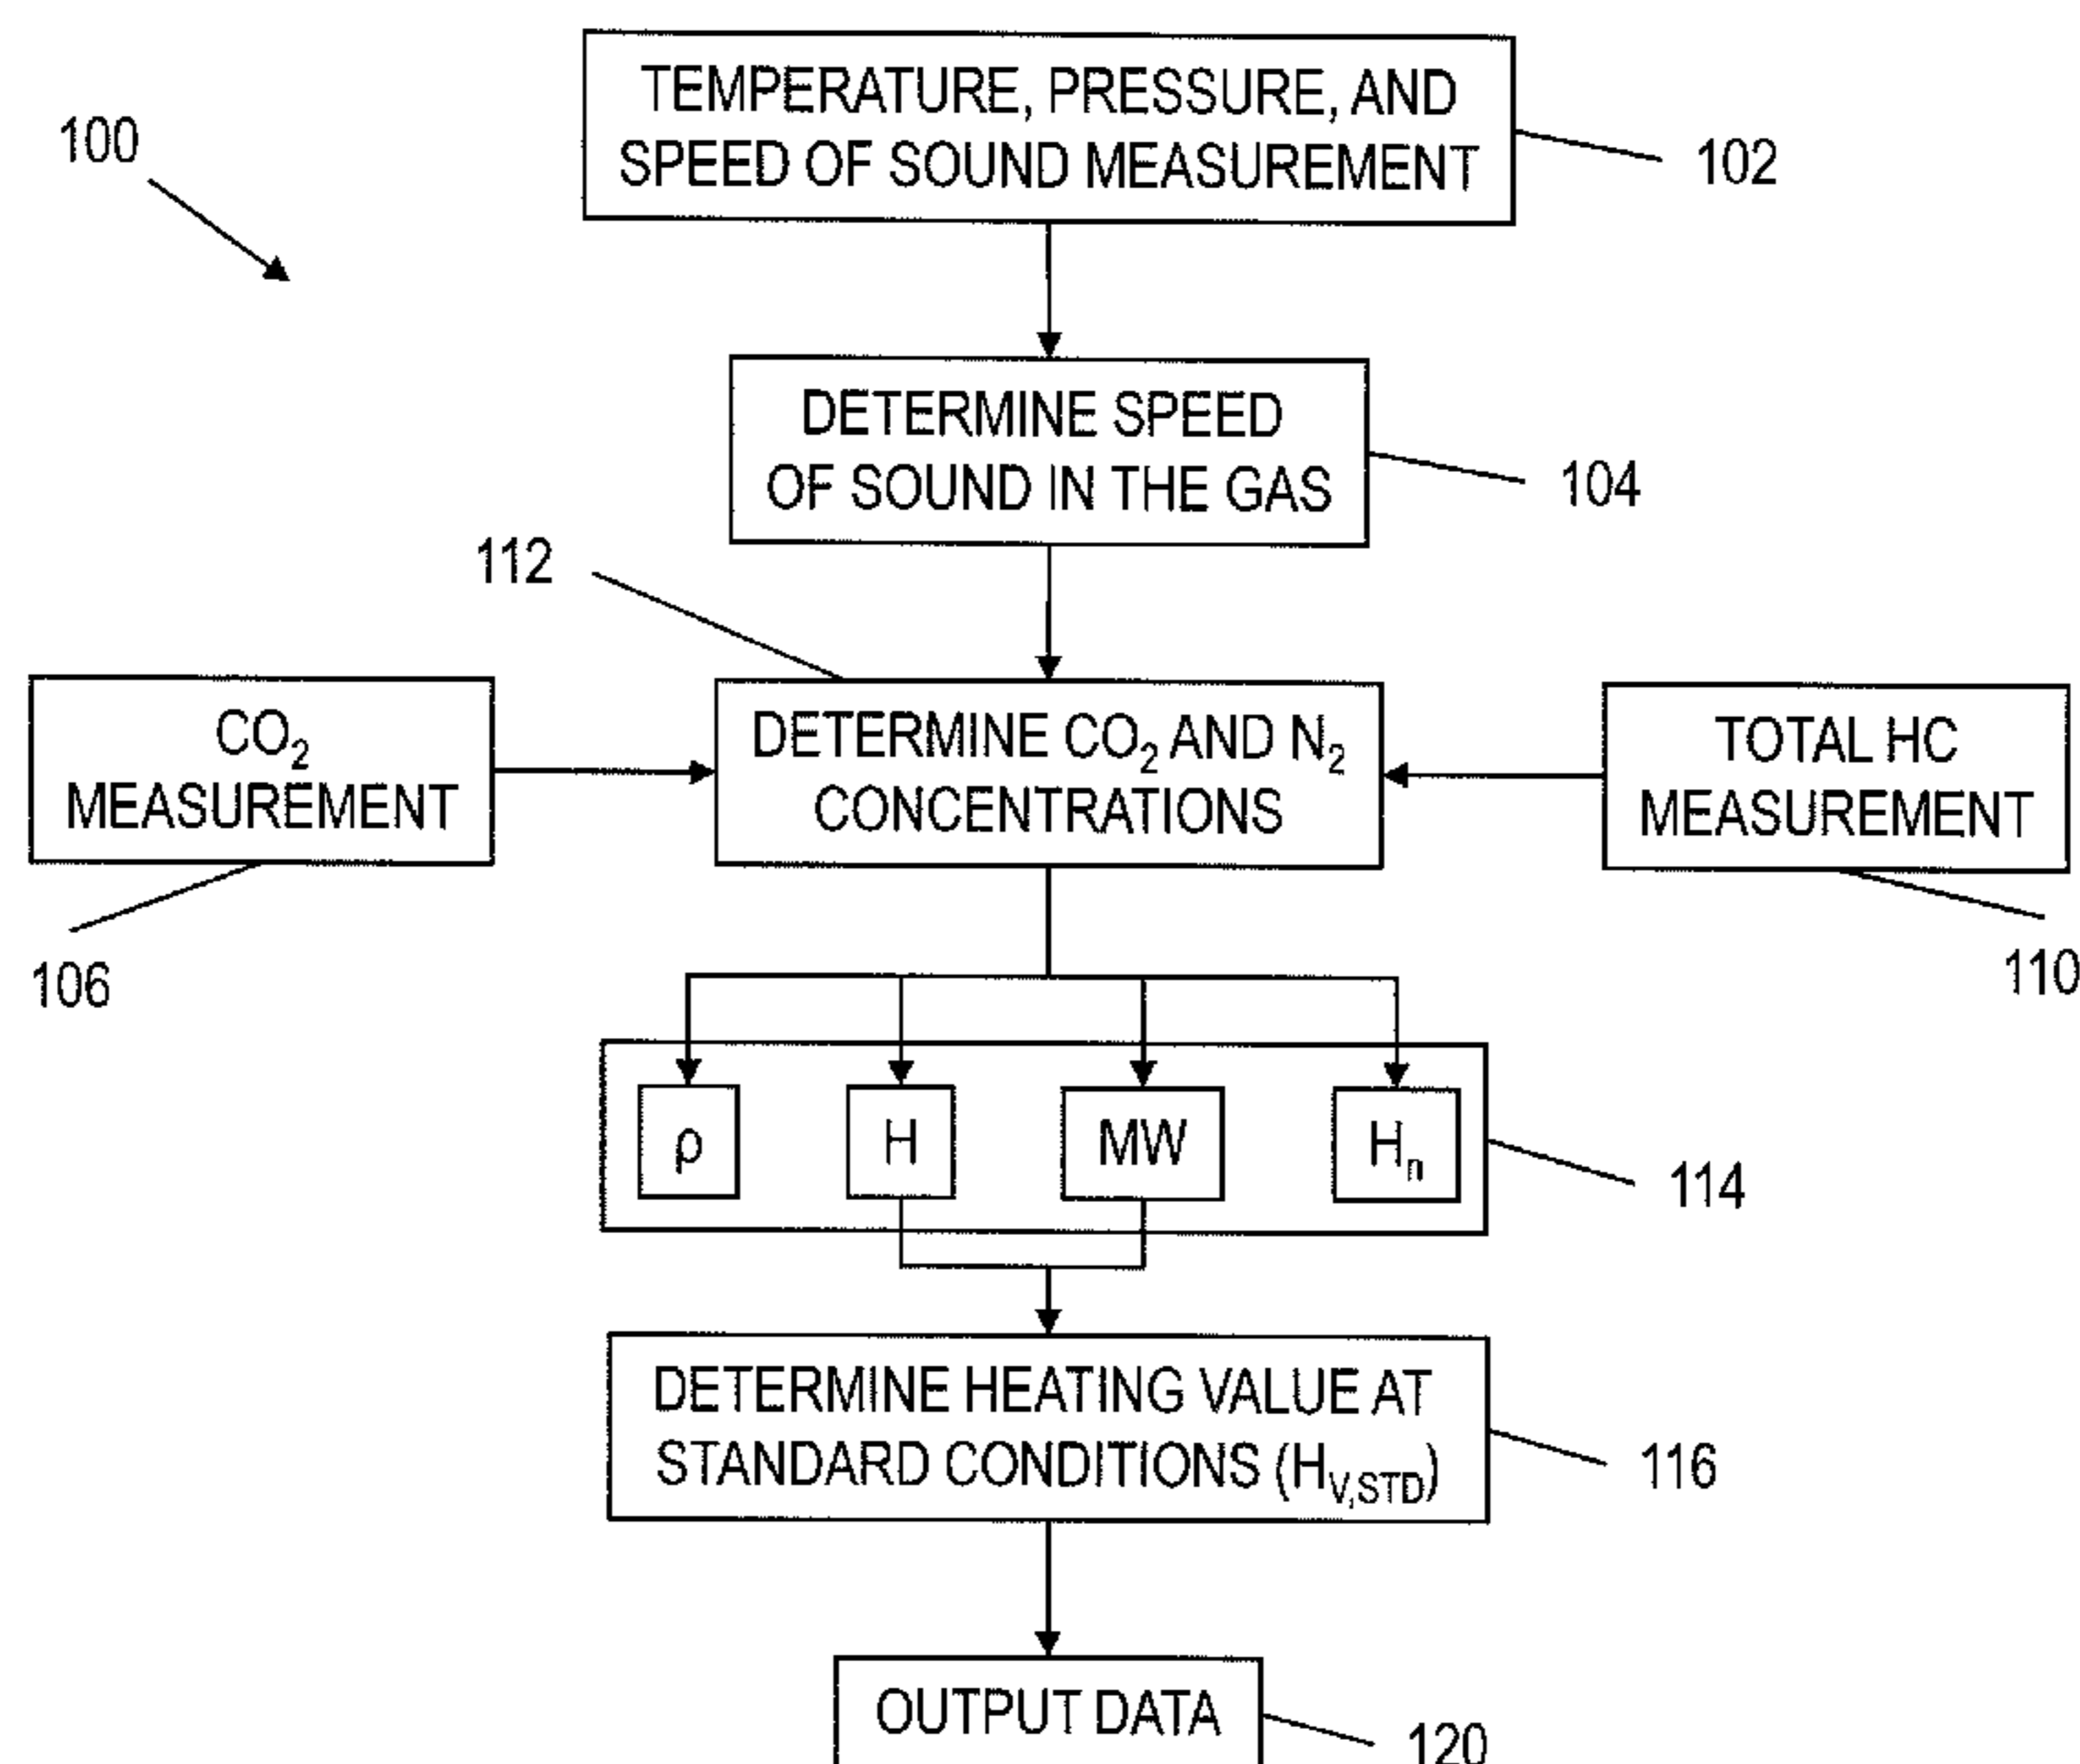 100
TEMPERATURE, PRESSURE, AND
SPEED OF SOUND MEASUREMENT
102
DETERMINE SPEED
OF SOUND IN THE GAS
104
112
CO₂
MEASUREMENT
106
DETERMINE CO₂ AND N₂
CONCENTRATIONS
TOTAL HC
MEASUREMENT
110
ρ
H
MW
Hₙ
114
DETERMINE HEATING VALUE AT
STANDARD CONDITIONS (H_V,STD)
116
OUTPUT DATA
120